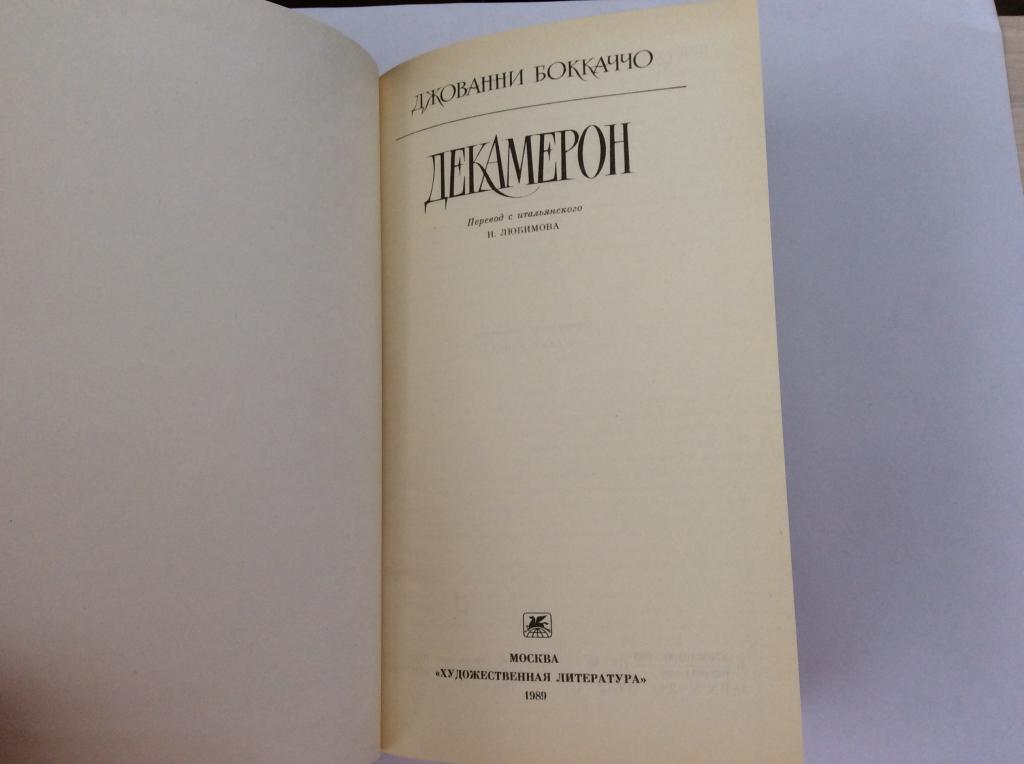 ДЖОВАННИ БОККАЧЧО
ДЕКАМЕРОН
Перевод с итальянского
Н. ЛЮБИМОВА
МОСКВА
«ХУДОЖЕСТВЕННАЯ ЛИТЕРАТУРА»
1989